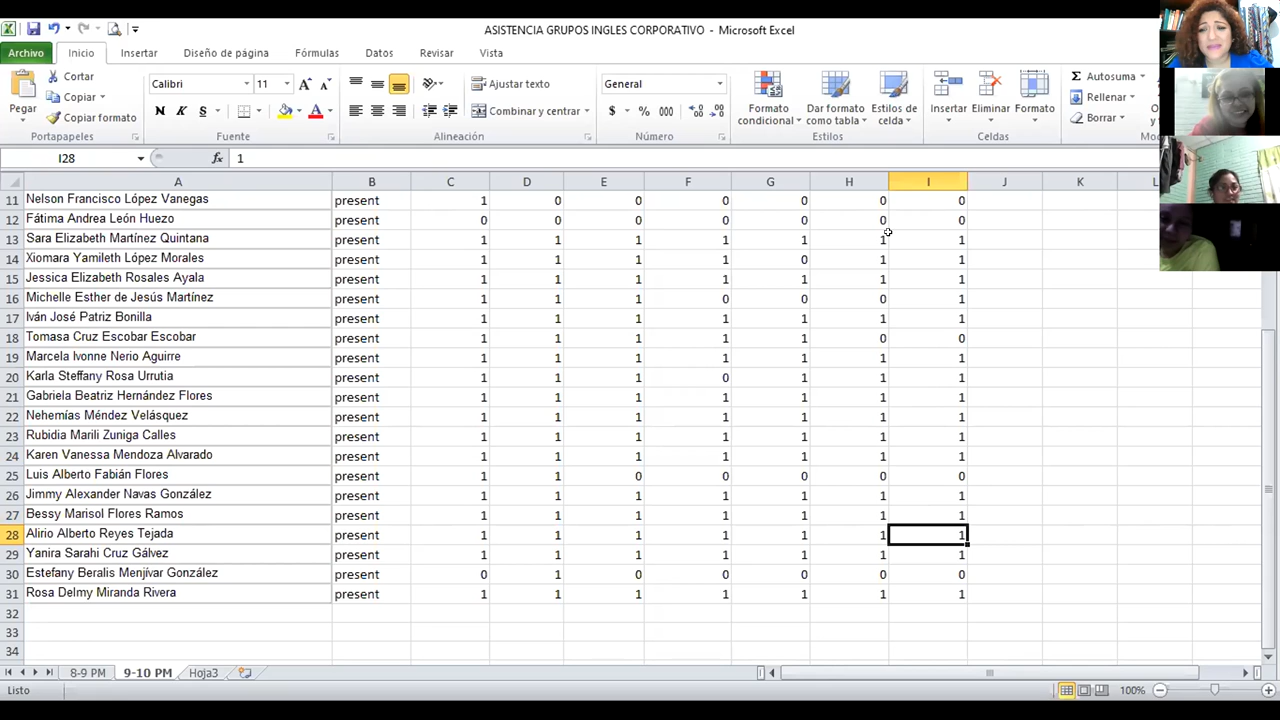 ASISTENCIA GRUPOS INGLES CORPORATIVO - Microsoft Excel
Archivo Inicio Insertar Diseño de página Fórmulas Datos Revisar Vista
Cortar Calibri 11 Ajustar texto General Autosuma
Pegar Copiar N K S Combinar y centrar $ % 000 Formato condicional Dar formato como tabla Estilos de celda Insertar Eliminar Formato Rellenar
Copiar formato Borrar
Portapapeles Fuente Alineación Número Estilos Celdas
I28 fx 1
A B C D E F G H I J K L
11 Nelson Francisco López Vanegas present 1 0 0 0 0 0 0
12 Fátima Andrea León Huezo present 0 0 0 0 0 0 0
13 Sara Elizabeth Martínez Quintana present 1 1 1 1 1 1 1
14 Xiomara Yamileth López Morales present 1 1 1 1 0 1 1
15 Jessica Elizabeth Rosales Ayala present 1 1 1 1 1 1 1
16 Michelle Esther de Jesús Martínez present 1 1 1 0 0 0 1
17 Iván José Patriz Bonilla present 1 1 1 1 1 1 1
18 Tomasa Cruz Escobar Escobar present 1 1 1 1 1 0 0
19 Marcela Ivonne Nerio Aguirre present 1 1 1 1 1 1 1
20 Karla Steffany Rosa Urrutia present 1 1 1 0 1 1 1
21 Gabriela Beatriz Hernández Flores present 1 1 1 1 1 1 1
22 Nehemías Méndez Velásquez present 1 1 1 1 1 1 1
23 Rubidia Marili Zuniga Calles present 1 1 1 1 1 1 1
24 Karen Vanessa Mendoza Alvarado present 1 1 1 1 1 1 1
25 Luis Alberto Fabián Flores present 1 1 0 0 0 0 0
26 Jimmy Alexander Navas González present 1 1 1 1 1 1 1
27 Bessy Marisol Flores Ramos present 1 1 1 1 1 1 1
28 Alirio Alberto Reyes Tejada present 1 1 1 1 1 1 1
29 Yanira Sarahi Cruz Gálvez present 1 1 1 1 1 1 1
30 Estefany Beralis Menjívar González present 0 1 0 0 0 0 0
31 Rosa Delmy Miranda Rivera present 1 1 1 1 1 1 1
32
33
34
8-9 PM 9-10 PM Hoja3
Listo 100%